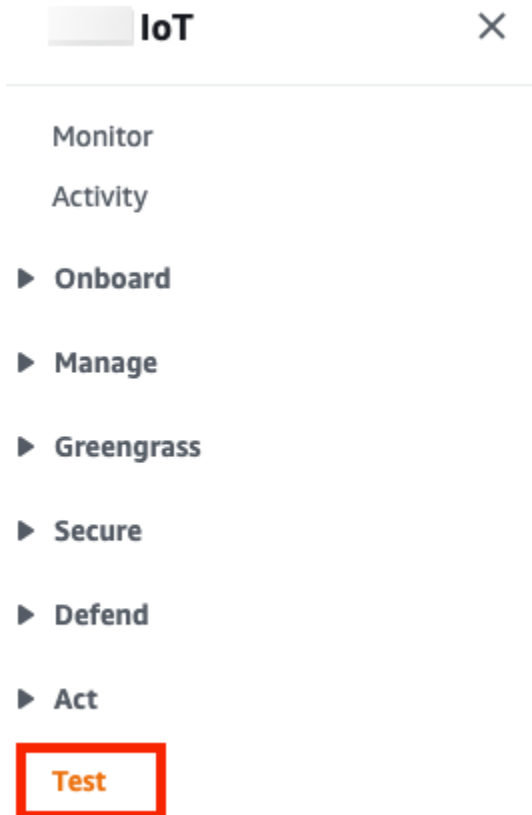 IoT
Monitor
Activity
Onboard
Manage
Greengrass
Secure
Defend
Act
Test